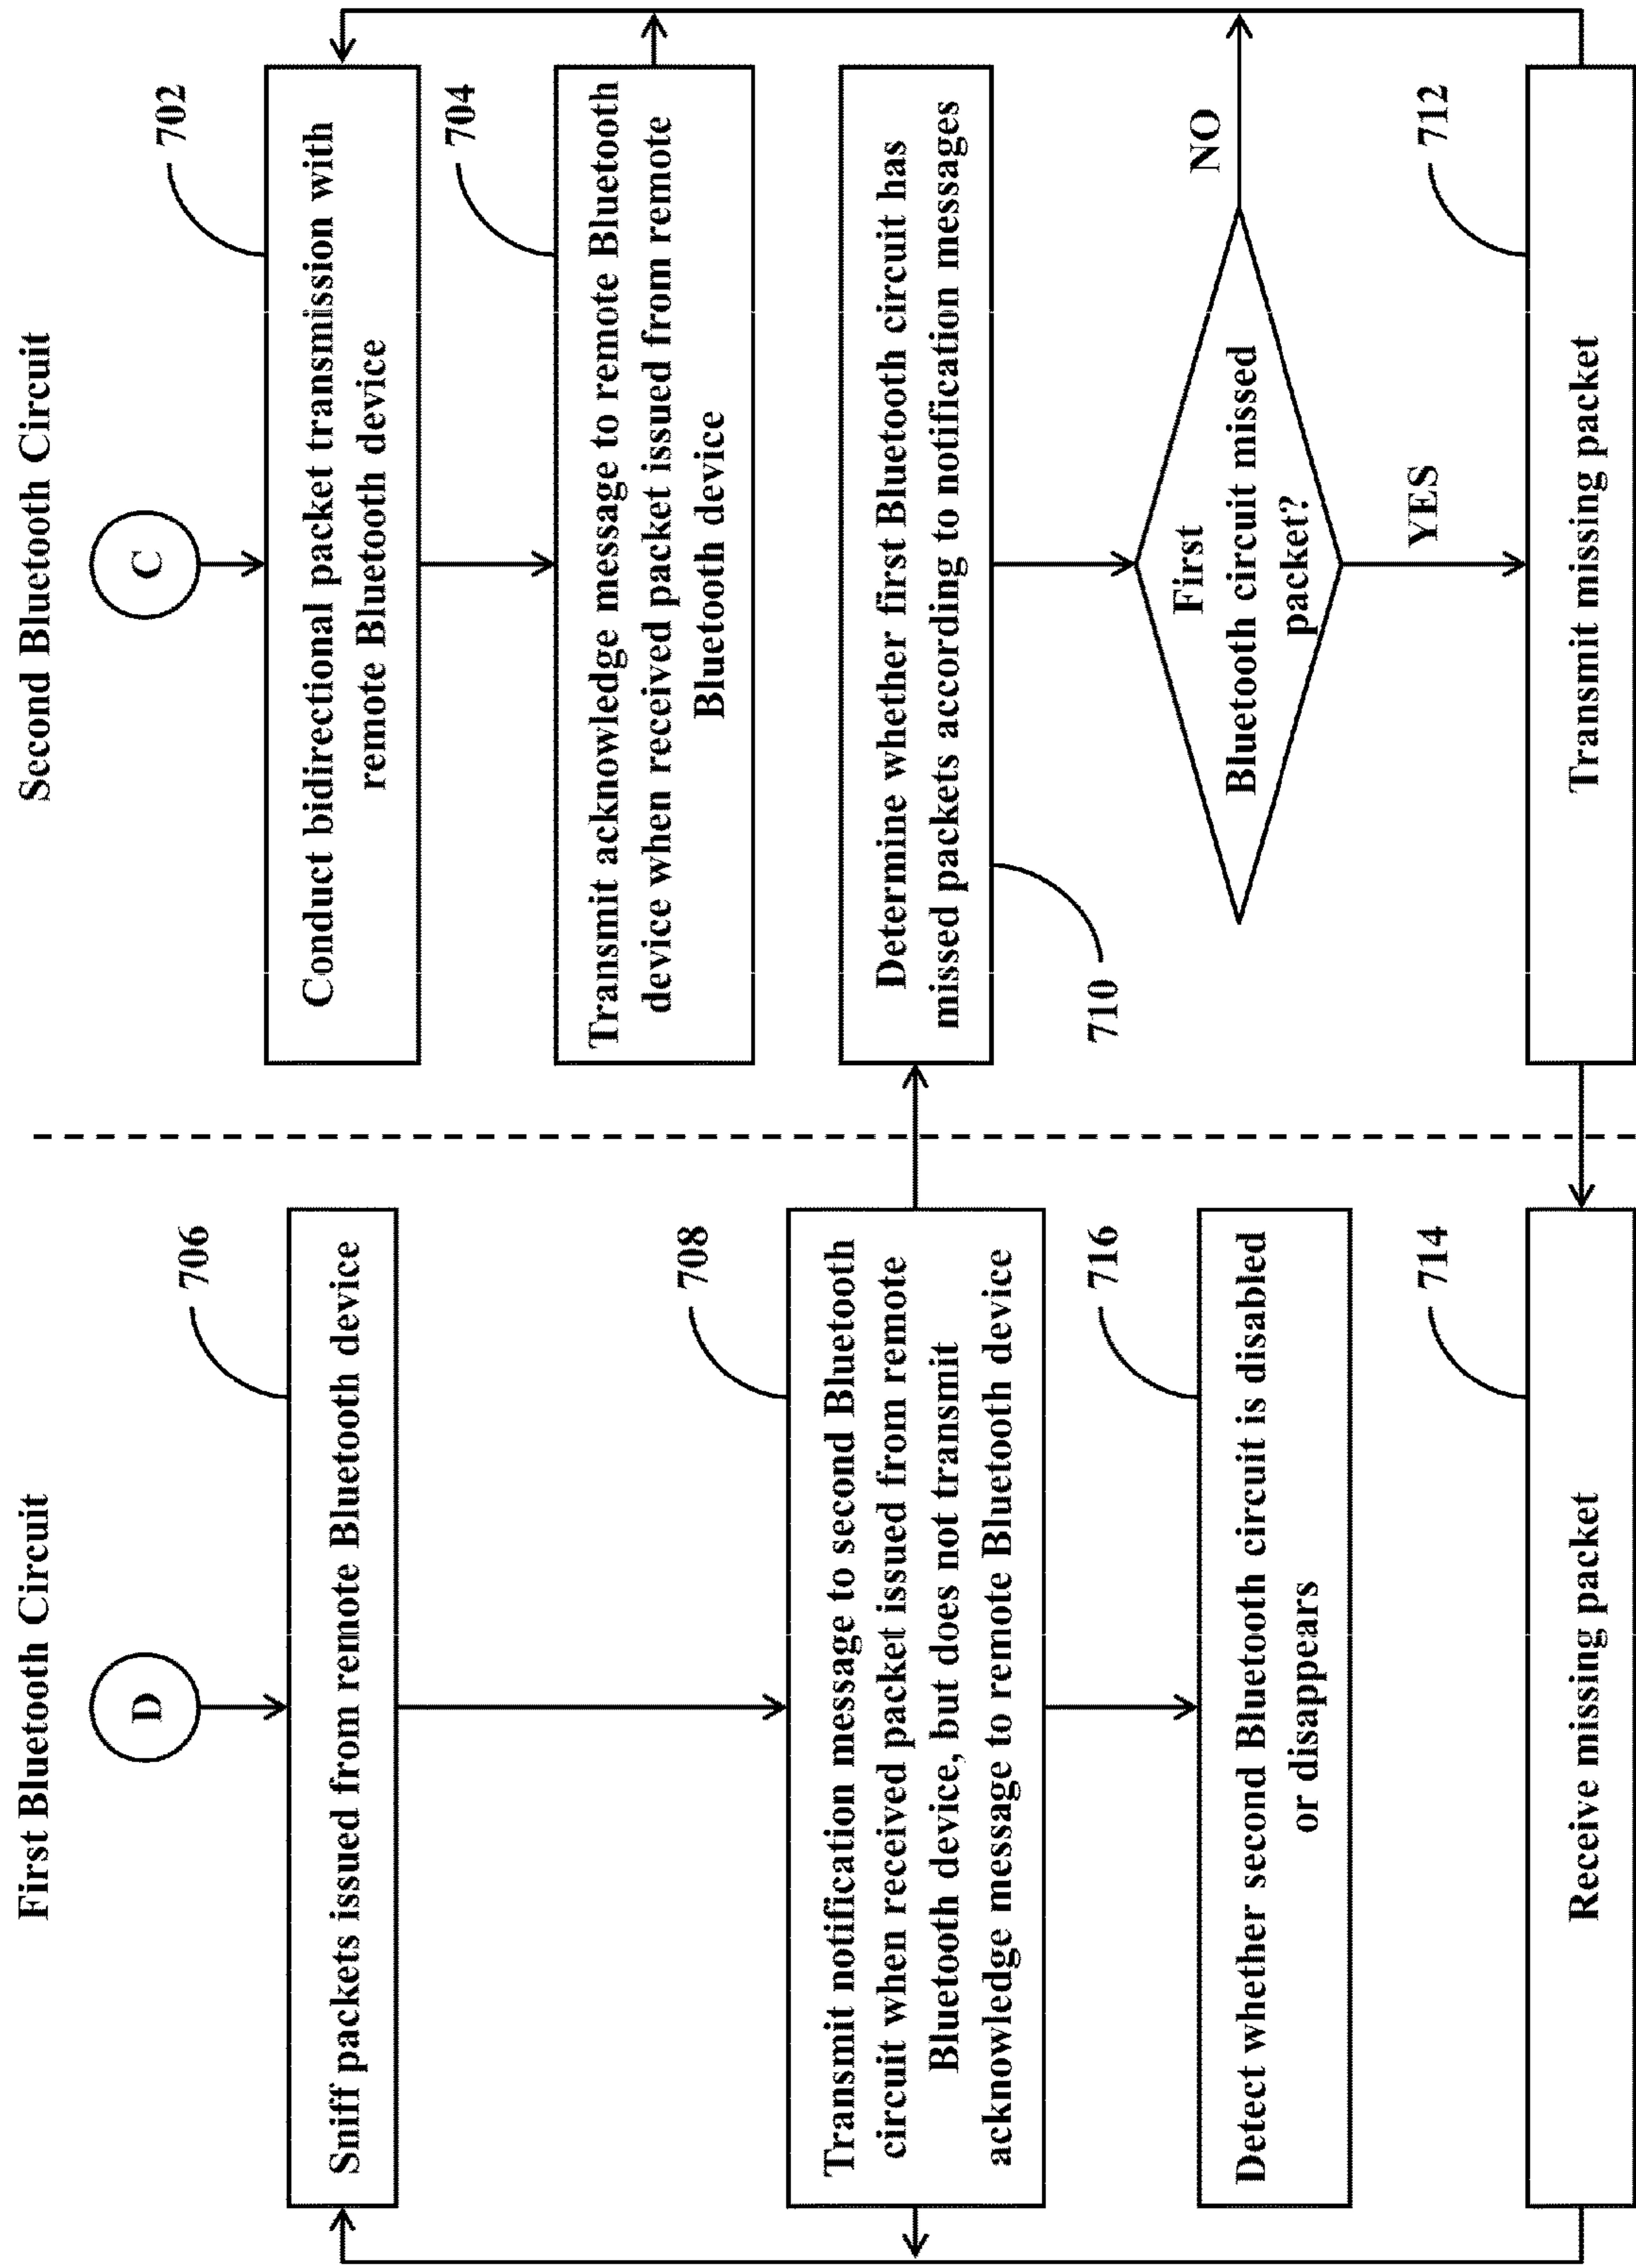 First Bluetooth Circuit
D
706
Sniff packets issued from remote Bluetooth device
708
Transmit notification message to second Bluetooth
circuit when received packet issued from remote
Bluetooth device, but does not transmit
acknowledge message to remote Bluetooth device
716
Detect whether second Bluetooth circuit is disabled
or disappears
714
Receive missing packet
Second Bluetooth Circuit
C
702
Conduct bidirectional packet transmission with
remote Bluetooth device
704
Transmit acknowledge message to remote Bluetooth
device when received packet issued from remote
Bluetooth device
Determine whether first Bluetooth circuit has
missed packets according to notification messages
710
First
Bluetooth circuit missed
packet?
NO
YES
712
Transmit missing packet